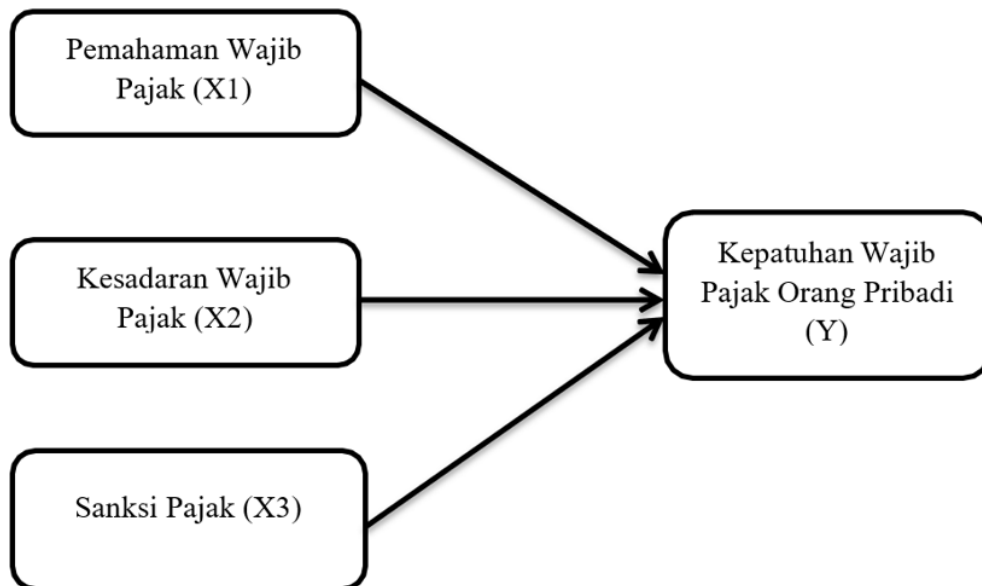 Pemahaman Wajib
Pajak (X1)
Kesadaran Wajib
Pajak (X2)
Sanksi Pajak (X3)
Kepatuhan Wajib
Pajak Orang Pribadi
(Y)